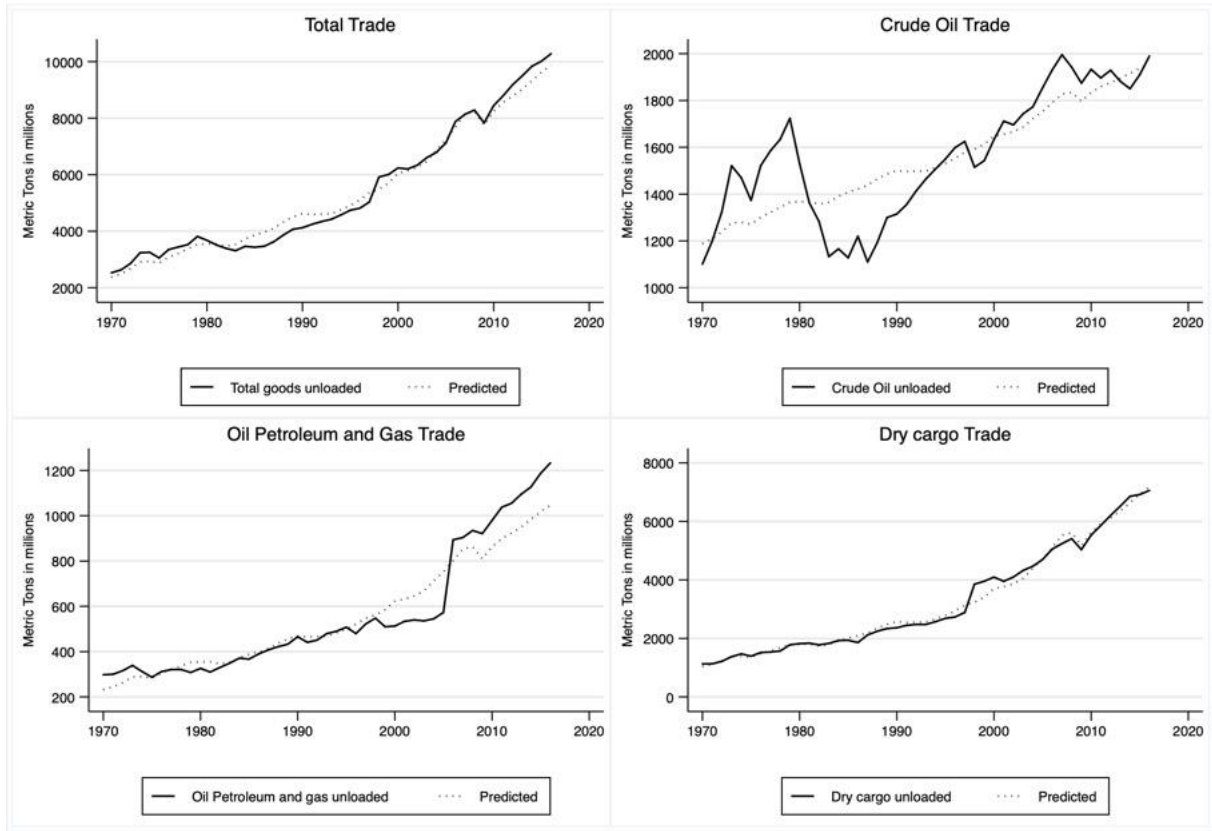 Total Trade
Metric Tons in millions
10000
8000
6000
4000
2000
1970 1980 1990 2000 2010 2020
Total goods unloaded Predicted
Crude Oil Trade
Metric Tons in millions
2000
1800
1600
1400
1200
1000
1970 1980 1990 2000 2010 2020
Crude Oil unloaded Predicted
Oil Petroleum and Gas Trade
Metric Tons in millions
1200
1000
800
600
400
200
1970 1980 1990 2000 2010 2020
Oil Petroleum and gas unloaded Predicted
Dry cargo Trade
Metric Tons in millions
8000
6000
4000
2000
0
1970 1980 1990 2000 2010 2020
Dry cargo unloaded Predicted